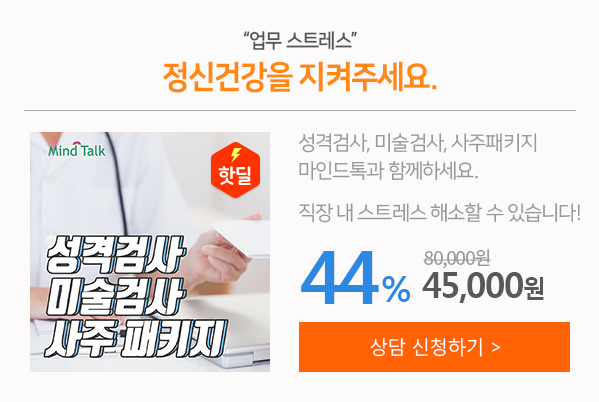 “업무 스트레스”
정신건강을 지켜주세요.
Mind Talk
핫딜
성격검사
미술검사
사주 패키지
성격검사, 미술검사, 사주패키지
마인드톡과 함께하세요.
직장 내 스트레스 해소할 수 있습니다!
44%
80,000원
45,000원
상담 신청하기 >